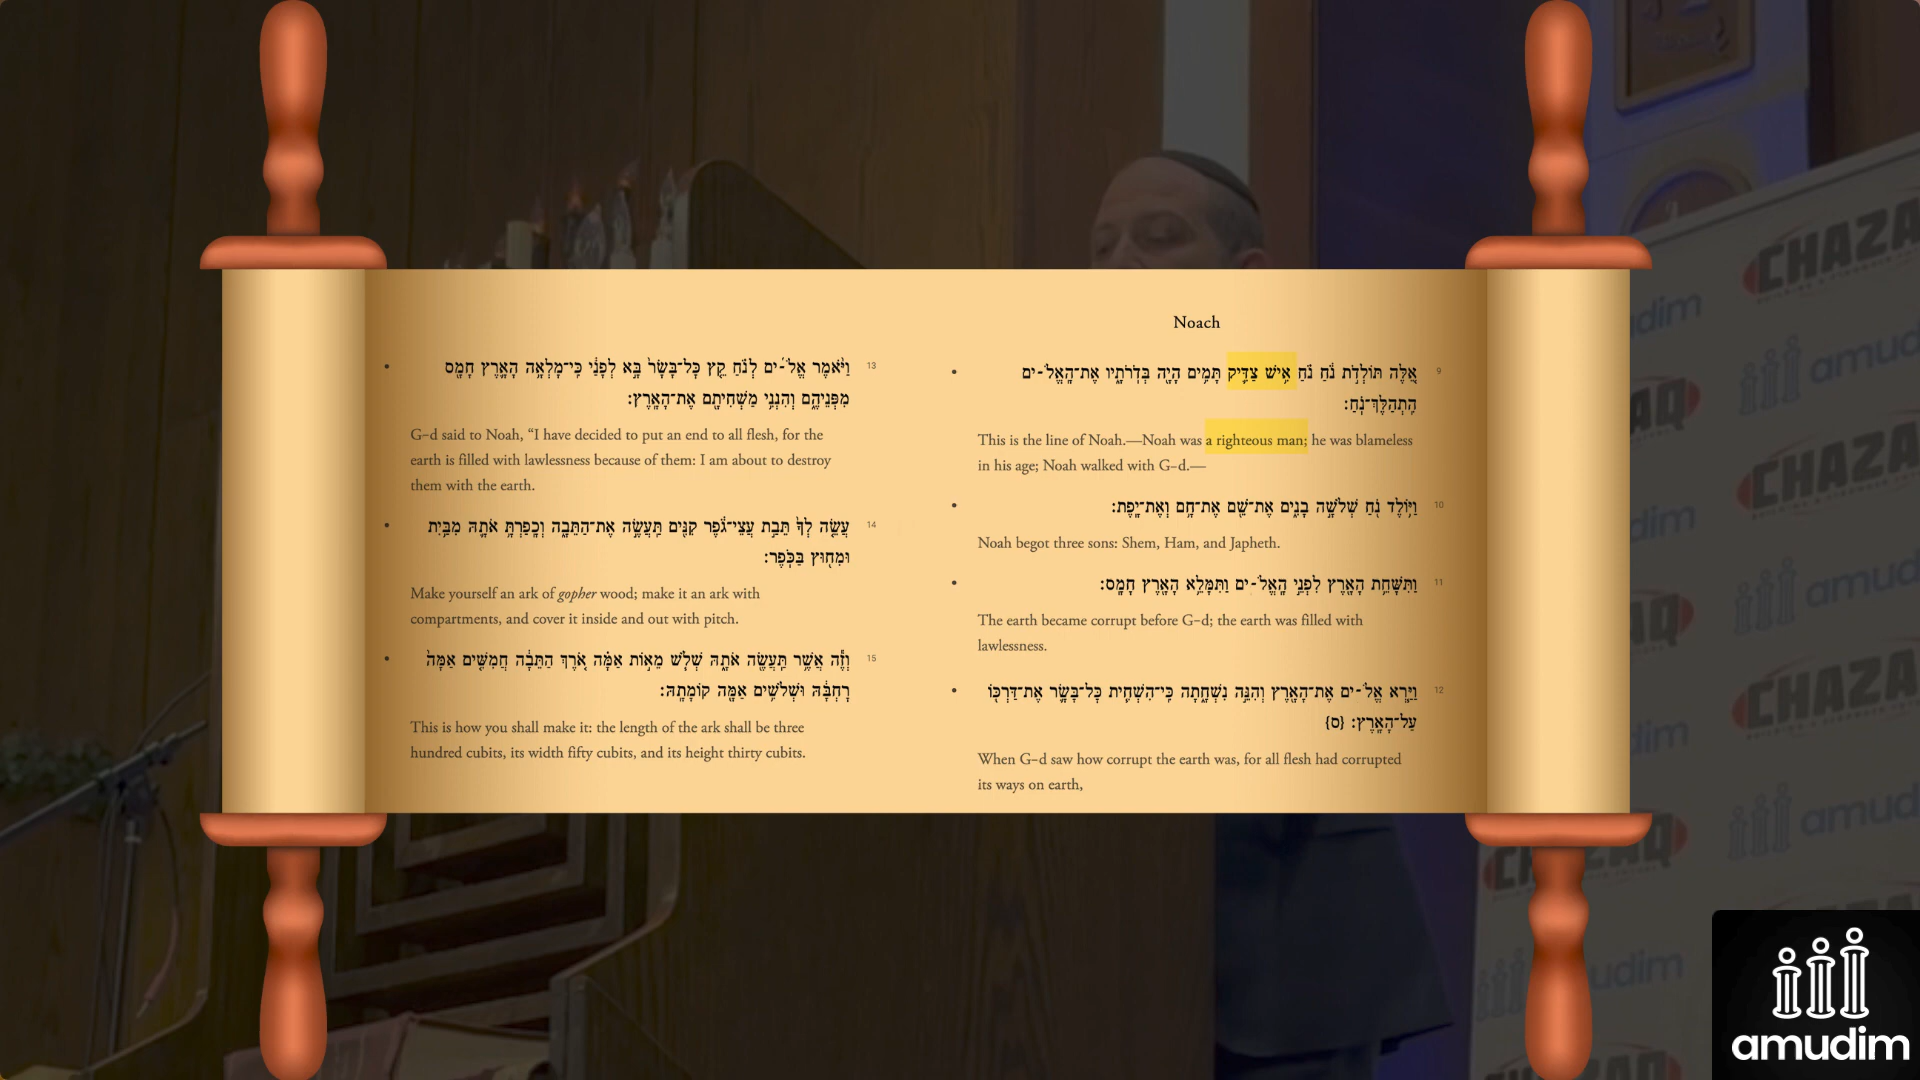 Noach
9
אֵ֚לֶּה תּוֹלְדֹ֣ת נֹ֔חַ נֹ֗חַ אִ֥ישׁ צַדִּ֛יק תָּמִ֥ים הָיָ֖ה בְּדֹֽרֹתָ֑יו אֶת־הָֽאֱלֹ-ים
הִֽתְהַלֶּךְ־נֹֽחַ׃
This is the line of Noah.—Noah was a righteous man; he was blameless
in his age; Noah walked with G-d.—
10
וַיּ֥וֹלֶד נֹ֖חַ שְׁלֹשָׁ֣ה בָנִ֑ים אֶת־שֵׁ֖ם אֶת־חָ֥ם וְאֶת־יָֽפֶת׃
Noah begot three sons: Shem, Ham, and Japheth.
11
וַתִּשָּׁחֵ֥ת הָאָ֖רֶץ לִפְנֵ֣י הָֽאֱלֹ-ים וַתִּמָּלֵ֥א הָאָ֖רֶץ חָמָֽס׃
The earth became corrupt before G-d; the earth was filled with
lawlessness.
12
וַיַּ֧רְא אֱלֹ-ים אֶת־הָאָ֖רֶץ וְהִנֵּ֣ה נִשְׁחָ֑תָה כִּֽי־הִשְׁחִ֧ית כׇּל־בָּשָׂ֛ר אֶת־דַּרְכּ֖וֹ
עַל־הָאָֽרֶץ׃ {ס}
When G-d saw how corrupt the earth was, for all flesh had corrupted
its ways on earth,
13
וַיֹּ֨אמֶר אֱלֹ-ים לְנֹ֗חַ קֵ֤ץ כׇּל־בָּשָׂר֙ בָּ֣א לְפָנַ֔י כִּֽי־מָלְאָ֥ה הָאָ֛רֶץ חָמָ֖ס
מִפְּנֵיהֶ֑ם וְהִנְנִ֥י מַשְׁחִיתָ֖ם אֶת־הָאָֽרֶץ׃
G-d said to Noah, “I have decided to put an end to all flesh, for the
earth is filled with lawlessness because of them: I am about to destroy
them with the earth.
14
עֲשֵׂ֤ה לְךָ֙ תֵּבַ֣ת עֲצֵי־גֹ֔פֶר קִנִּ֖ים תַּֽעֲשֶׂ֣ה אֶת־הַתֵּבָ֑ה וְכָֽפַרְתָּ֥ אֹתָ֛הּ מִבַּ֥יִת
וּמִח֖וּץ בַּכֹּֽפֶר׃
Make yourself an ark of gopher wood; make it an ark with
compartments, and cover it inside and out with pitch.
15
וְזֶ֕ה אֲשֶׁ֥ר תַּֽעֲשֶׂ֖ה אֹתָ֑הּ שְׁלֹ֧שׁ מֵא֣וֹת אַמָּ֗ה אֹ֚רֶךְ הַתֵּבָ֔ה חֲמִשִּׁ֤ים אַמָּה֙
רׇחְבָּ֔הּ וּשְׁלֹשִׁ֥ים אַמָּ֖ה קוֹמָתָֽהּ׃
This is how you shall make it: the length of the ark shall be three
hundred cubits, its width fifty cubits, and its height thirty cubits.
CHAZA
amudim